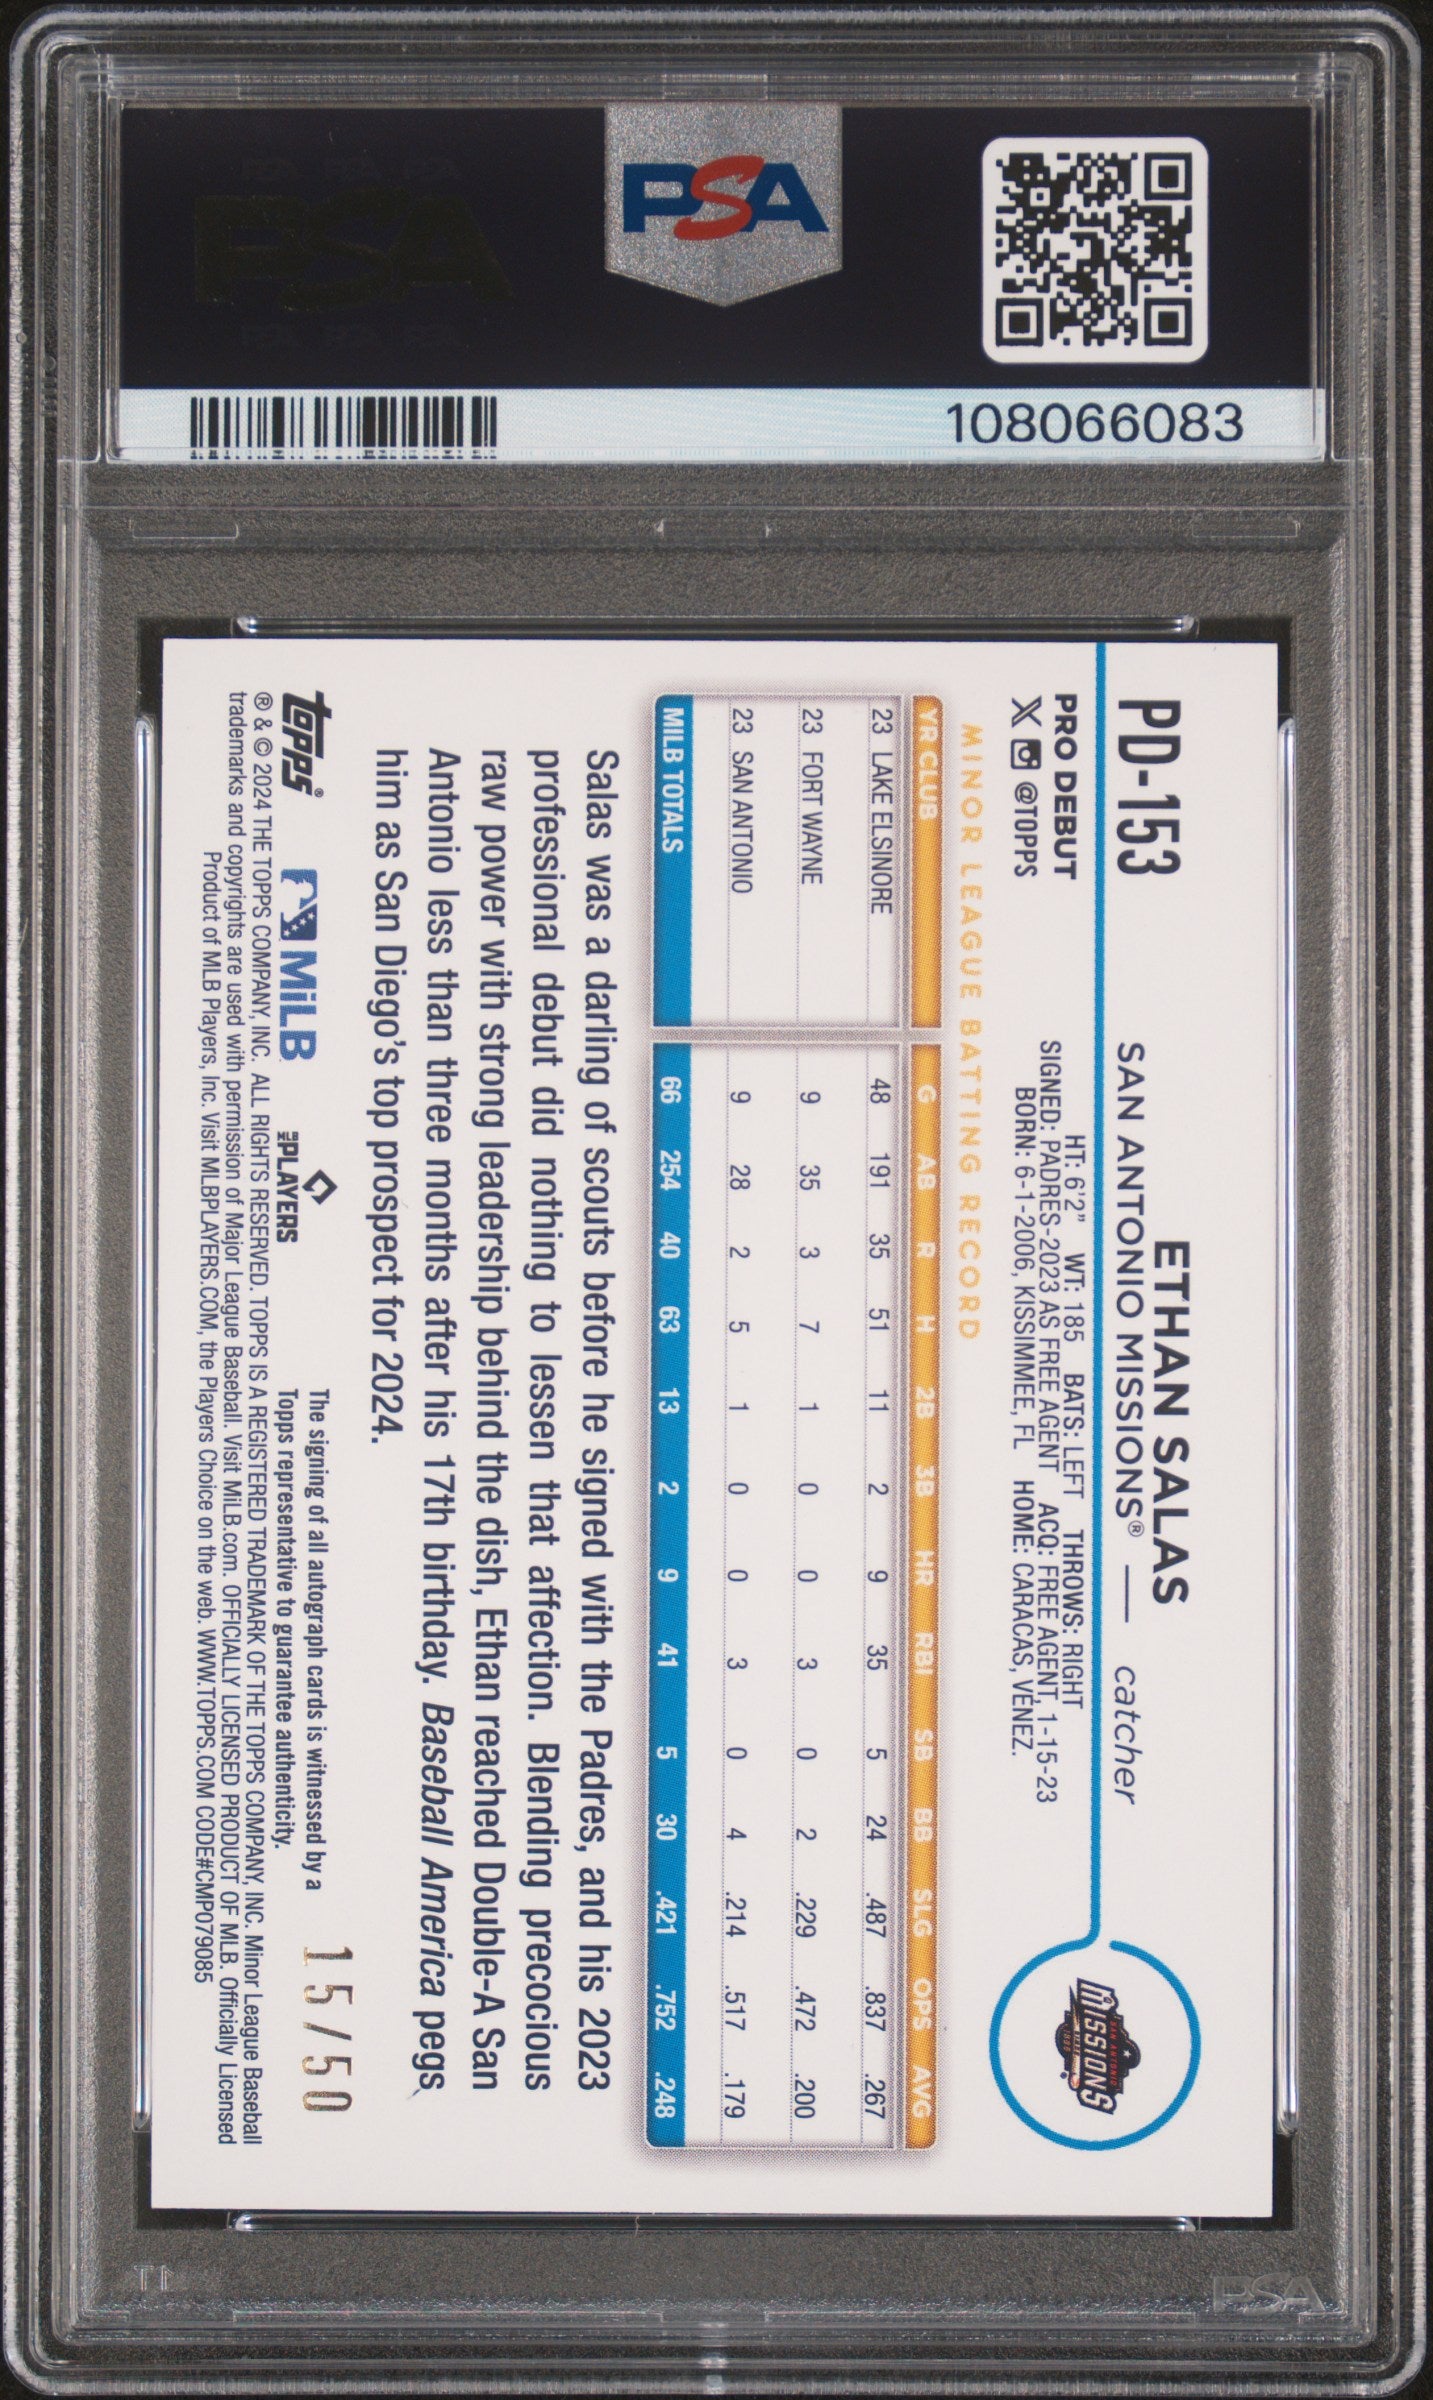 PSA
108066083
PD-153
ETHAN SALAS
SAN ANTONIO MISSIONS® — catcher
PRO DEBUT
@TOPPS
HT: 6'2" WT: 185 BATS: LEFT THROWS: RIGHT
SIGNED: PADRES-2023 AS FREE AGENT ACQ: FREE AGENT, 1-15-23
BORN: 6-1-2006, KISSIMMEE, FL HOME: CARACAS, VENEZ.
SAN ANTONIO
MISSIONS
MINOR LEAGUE BATTING RECORD
YR CLUB G AB R H 2B 3B HR RBI SB BB SLG OPS AVG
23 LAKE ELSINORE 48 191 35 51 11 2 9 35 5 24 .487 .837 .267
23 FORT WAYNE 9 35 3 7 1 0 0 3 0 2 .229 .472 .200
23 SAN ANTONIO 9 28 2 5 1 0 0 3 0 4 .214 .517 .179
MILB TOTALS 66 254 40 63 13 2 9 41 5 30 .421 .752 .248
Salas was a darling of scouts before he signed with the Padres, and his 2023
professional debut did nothing to lessen that affection. Blending precocious
raw power with strong leadership behind the dish, Ethan reached Double-A San
Antonio less than three months after his 17th birthday. Baseball America pegs
him as San Diego's top prospect for 2024.
topps®
MiLB
PLAYERS
The signing of all autograph cards is witnessed by a
Topps representative to guarantee authenticity.
15/50
® & © 2024 THE TOPPS COMPANY, INC. ALL RIGHTS RESERVED. TOPPS IS A REGISTERED TRADEMARK OF THE TOPPS COMPANY, INC. Minor League Baseball
trademarks and copyrights are used with permission of Major League Baseball. Visit MiLB.com. OFFICIALLY LICENSED PRODUCT OF MLB. Officially Licensed
Product of MLB Players, Inc. Visit MLBPLAYERS.COM, the Players Choice on the web. WWW.TOPPS.COM CODE#CMP079085
PSA